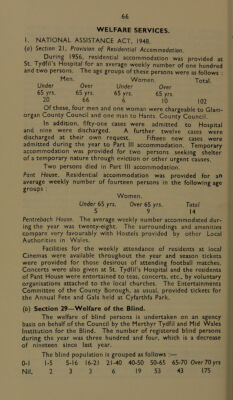 66
WELFARE SERVICES.
I. NATIONAL ASSISTANCE ACT, 1948.
(a) Section 21, Provision of Residential Accommodation.
During 1956, residential accommodation was provided at
St. Tydfil's Hospital for an average weekly number of one hundred
and two persons. The age groups of these persons were as follows :
Men. Women. Total.
Under Over Under Over
65 yrs. 65 yrs. 65 yrs. 65 yrs.
20 66 6 10 102
Of these, four men and one woman were chargeable to Glam-
organ County Council and one man to Hants. County Council.
In addition, fifty-one cases were admitted to Hospital
and nine were discharged. A further twelve cases were
discharged at their own request. Fifteen new cases were
admitted during the year to Part III accommodation. Temporary
accommodation was provided for two persons seeking shelter
of a temporary nature through eviction or other urgent causes.
Two persons died in Part III accommodation.
Pant House. Residential accommodation was provided for an
average weekly number of fourteen persons in the following age
groups :
Women.
Under 65 yrs. Over 65 yrs. Total
5 9 14
Pentrebach House. The average weekly number accommodated dur-
ing the year was twenty-eight. The surroundings and amenities
compare very favourably with Hostels provided by other Local
Authorities in Wales.
Facilities for the weekly attendance of residents at local
Cinemas were available throughout the year and season tickets
were provided for those desirous of attending football matches.
Concerts were also given at St. Tydfil's Hospital and the residents
of Pant House were entertained to teas, concerts, etc., by voluntary
organisations attached to the local churches. The Entertainments
Committee of the County Borough, as usual, provided tickets for
the Annual Fete and Gala held at Cyfarthfa Park.
(b) Section 29—Welfare of the Blind.
The welfare of blind persons is undertaken on an agency
basis on behalf of the Council by the Merthyr Tydfil and Mid Wales
Institution for the Blind. The number of registered blind persons
during the year was three hundred and four, which is a decrease
of nineteen since last year.
The blind population is grouped as follows :—
0-1 1-5 5-16 16-21 21-40 40-50 50-65 65-70 Over 70 yrs
Nil, 2 3 3 6 19 53 43 175